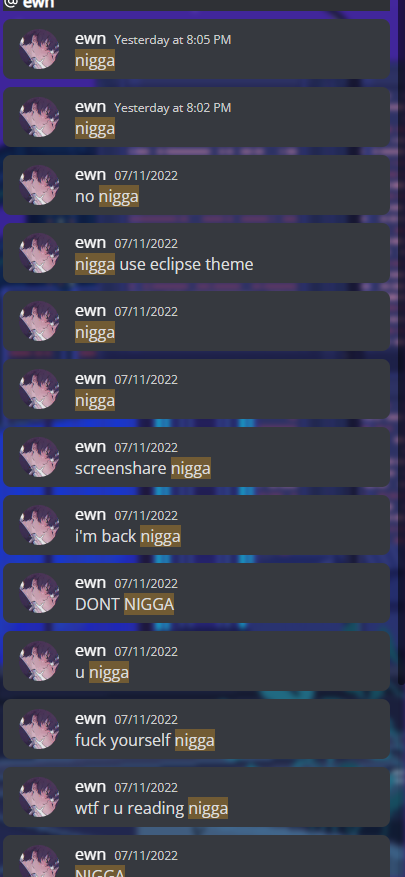 @ ewn
ewn Yesterday at 8:05 PM
nigga
ewn Yesterday at 8:02 PM
nigga
ewn 07/11/2022
no nigga
ewn 07/11/2022
nigga use eclipse theme
ewn 07/11/2022
nigga
ewn 07/11/2022
nigga
ewn 07/11/2022
screenshare nigga
ewn 07/11/2022
i'm back nigga
ewn 07/11/2022
DONT NIGGA
ewn 07/11/2022
u nigga
ewn 07/11/2022
fuck yourself nigga
ewn 07/11/2022
wtf r u reading nigga
ewn 07/11/2022
NIGGA